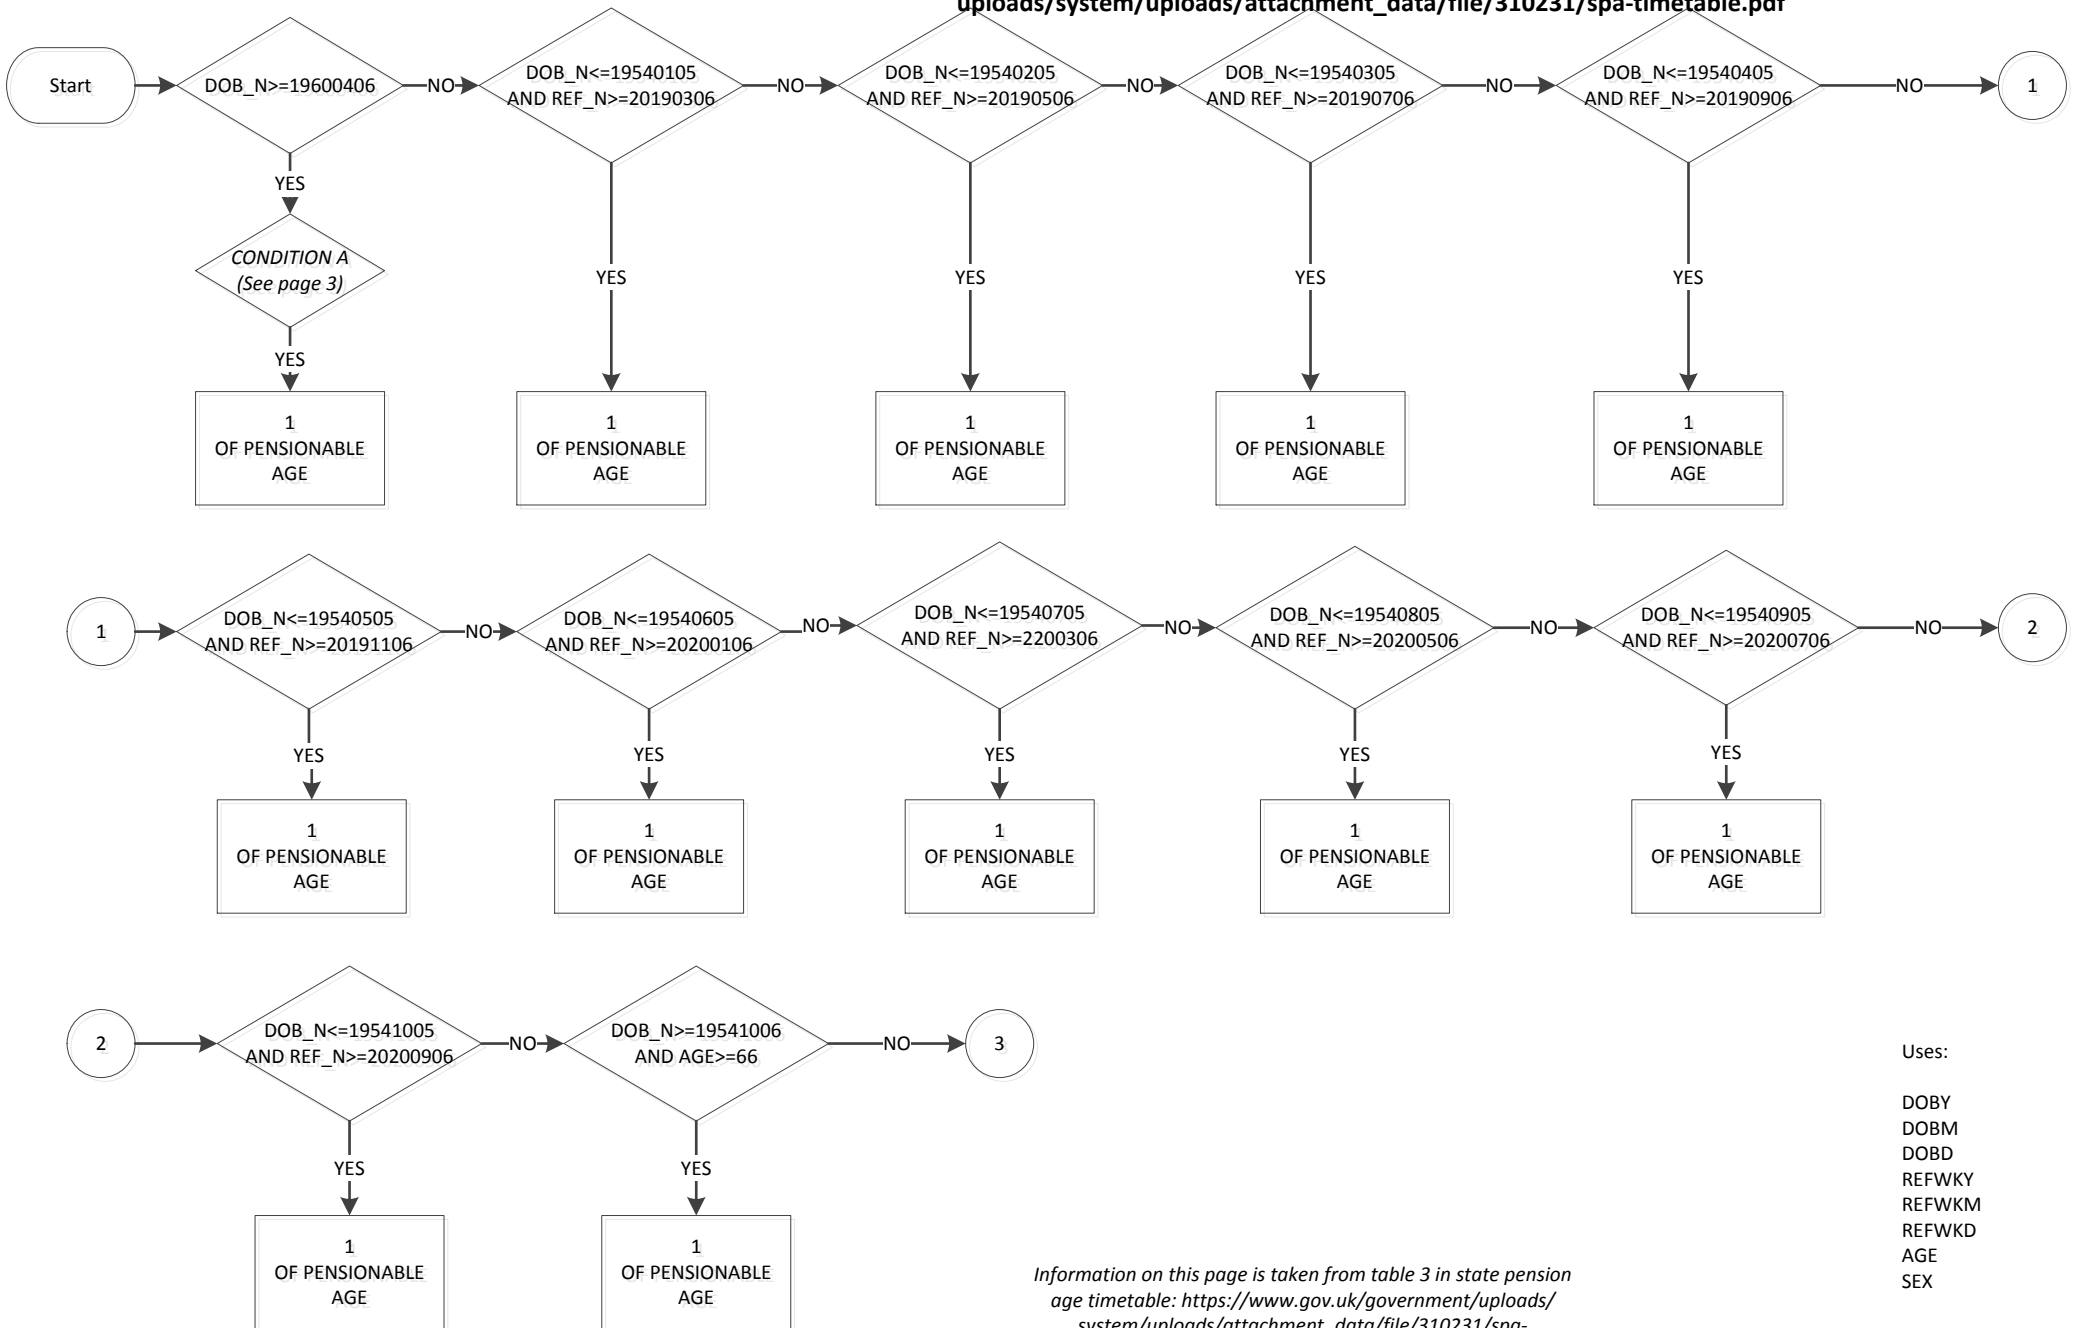 uploads/system/uploads/attachment_data/file/310231/spa-timetable.pdf
Start
DOB_N>=19600406
NO
DOB_N<=19540105
AND REF_N>=20190306
NO
DOB_N<=19540205
AND REF_N>=20190506
NO
DOB_N<=19540305
AND REF_N>=20190706
NO
DOB_N<=19540405
AND REF_N>=20190906
NO
1
YES
CONDITION A
(See page 3)
YES
YES
YES
YES
YES
1
OF PENSIONABLE
AGE
1
OF PENSIONABLE
AGE
1
OF PENSIONABLE
AGE
1
OF PENSIONABLE
AGE
1
OF PENSIONABLE
AGE
1
DOB_N<=19540505
AND REF_N>=20191106
NO
DOB_N<=19540605
AND REF_N>=20200106
NO
DOB_N<=19540705
AND REF_N>=2200306
NO
DOB_N<=19540805
AND REF_N>=20200506
NO
DOB_N<=19540905
AND REF_N>=20200706
NO
2
YES
YES
YES
YES
YES
1
OF PENSIONABLE
AGE
1
OF PENSIONABLE
AGE
1
OF PENSIONABLE
AGE
1
OF PENSIONABLE
AGE
1
OF PENSIONABLE
AGE
2
DOB_N<=19541005
AND REF_N>=20200906
NO
DOB_N>=19541006
AND AGE>=66
NO
3
YES
YES
1
OF PENSIONABLE
AGE
1
OF PENSIONABLE
AGE
Uses:
DOBY
DOBM
DOBD
REFWKY
REFWKM
REFWKD
AGE
SEX
Information on this page is taken from table 3 in state pension
age timetable: https://www.gov.uk/government/uploads/
system/uploads/attachment_data/file/310231/spa-